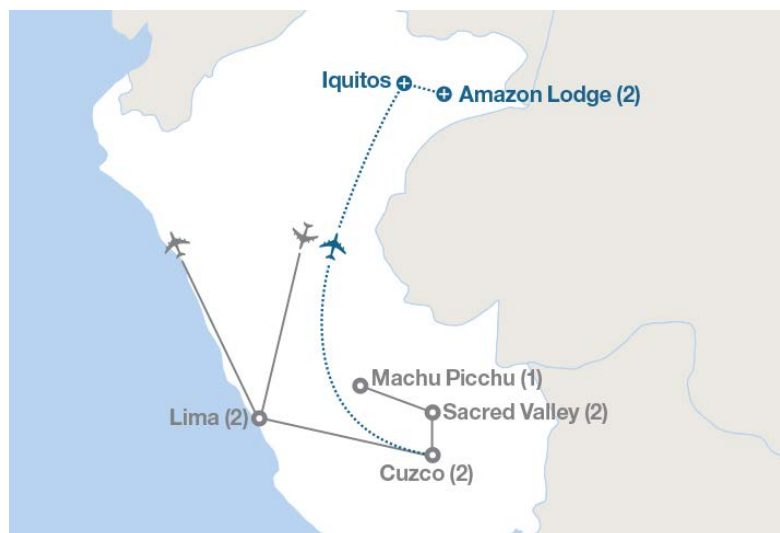 Iquitos
Amazon Lodge (2)
Machu Picchu (1)
Sacred Valley (2)
Lima (2)
Cuzco (2)